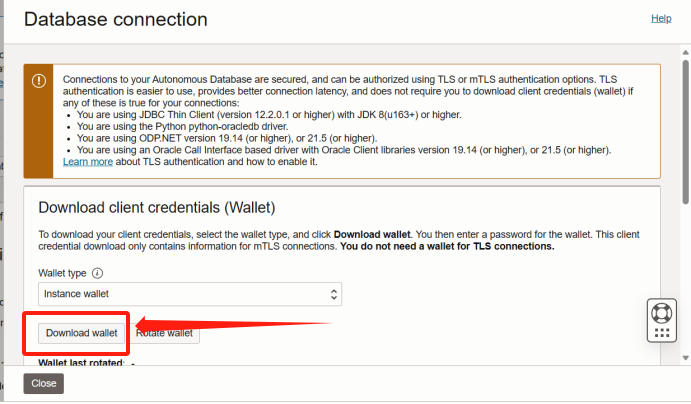 Database connection
Help
Connections to your Autonomous Database are secured, and can be authorized using TLS or mTLS authentication options. TLS
authentication is easier to use, provides better connection latency, and does not require you to download client credentials (wallet) if
any of these is true for your connections:
• You are using JDBC Thin Client (version 12.2.0.1 or higher) with JDK 8(u163+) or higher.
• You are using the Python python-oracledb driver.
• You are using ODP.NET version 19.14 (or higher), or 21.5 (or higher).
• You are using an Oracle Call Interface based driver with Oracle Client libraries version 19.14 (or higher), or 21.5 (or higher).
Learn more about TLS authentication and how to enable it.
Download client credentials (Wallet)
To download your client credentials, select the wallet type, and click Download wallet. You then enter a password for the wallet. This client
credential download only contains information for mTLS connections. You do not need a wallet for TLS connections.
Wallet type
Instance wallet
Download wallet Rotate wallet
Wallet last rotated: -
Close